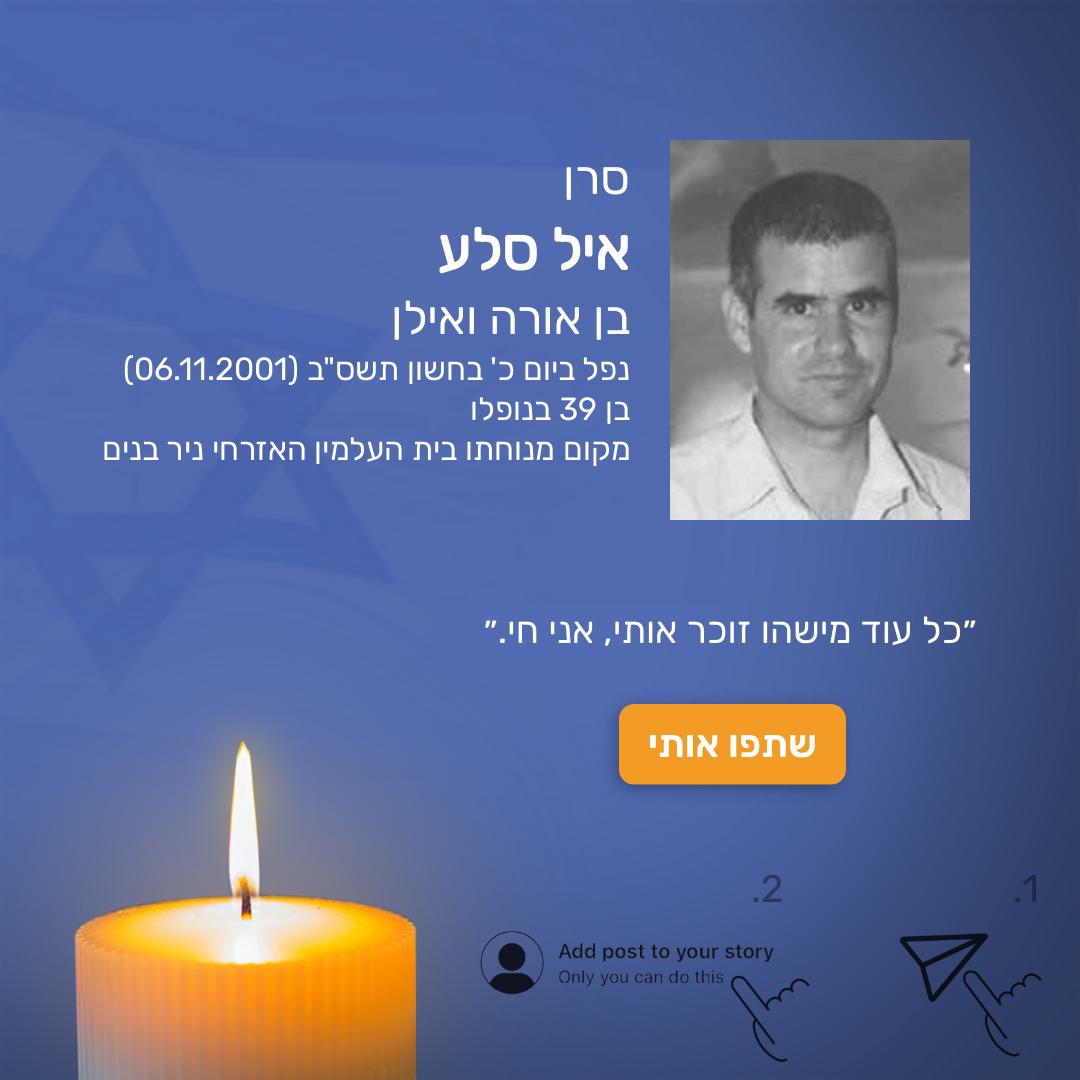 סרן
איל סלע
בן אורה ואילן
נפל ביום כ' בחשון תשס"ב (06.11.2001)
בן 39 בנופלו
מקום מנוחתו בית העלמין האזרחי ניר בנים
"כל עוד מישהו זוכר אותי, אני חי."
שתפו אותי
1.
2.
Add post to your story
Only you can do this